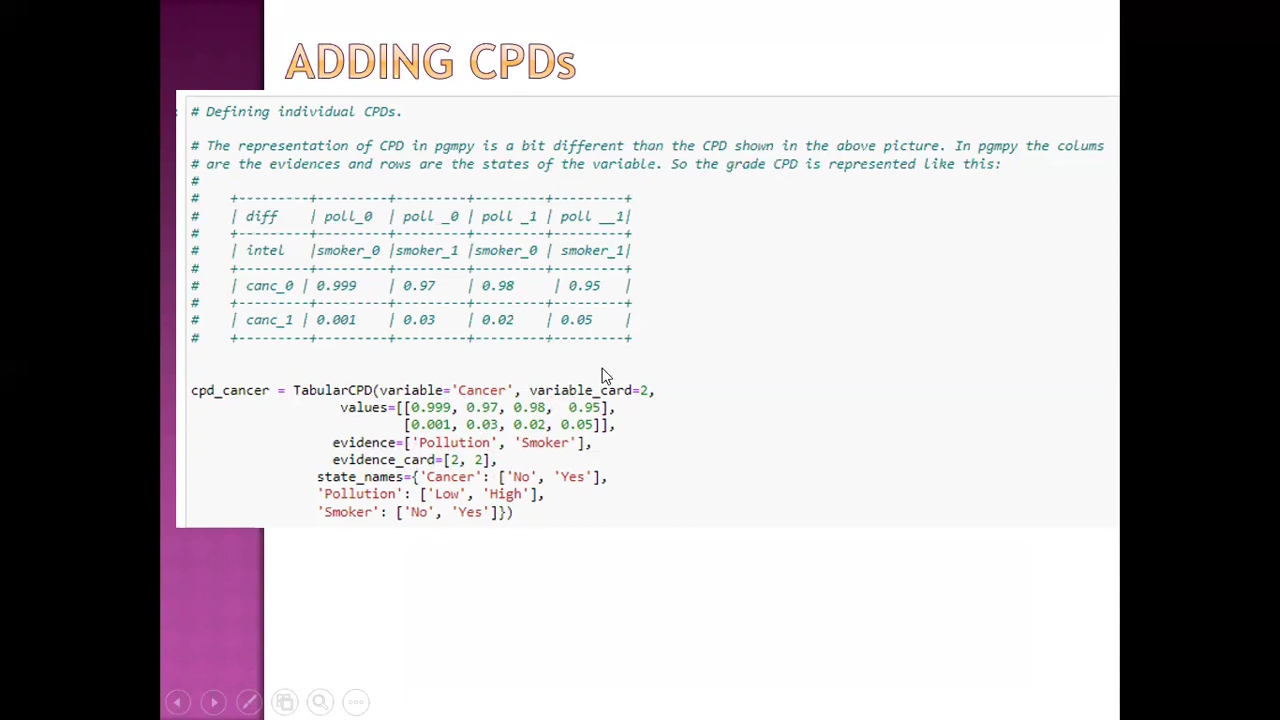 ADDING CPDs
# Defining individual CPDs.
# The representation of CPD in pgmpy is a bit different than the CPD shown in the above picture. In pgmpy the colums
# are the evidences and rows are the states of the variable. So the grade CPD is represented like this:
#
# +---------+---------+---------+---------+---------+
# | diff | poll_0 | poll _0 | poll _1 | poll __1|
# +---------+---------+---------+---------+---------+
# | intel |smoker_0 |smoker_1 |smoker_0 | smoker_1|
# +---------+---------+---------+---------+---------+
# | canc_0 | 0.999 | 0.97 | 0.98 | 0.95 |
# +---------+---------+---------+---------+---------+
# | canc_1 | 0.001 | 0.03 | 0.02 | 0.05 |
# +---------+---------+---------+---------+---------+
cpd_cancer = TabularCPD(variable='Cancer', variable_card=2,
values=[[0.999, 0.97, 0.98, 0.95],
[0.001, 0.03, 0.02, 0.05]],
evidence=['Pollution', 'Smoker'],
evidence_card=[2, 2],
state_names={'Cancer': ['No', 'Yes'],
'Pollution': ['Low', 'High'],
'Smoker': ['No', 'Yes']})